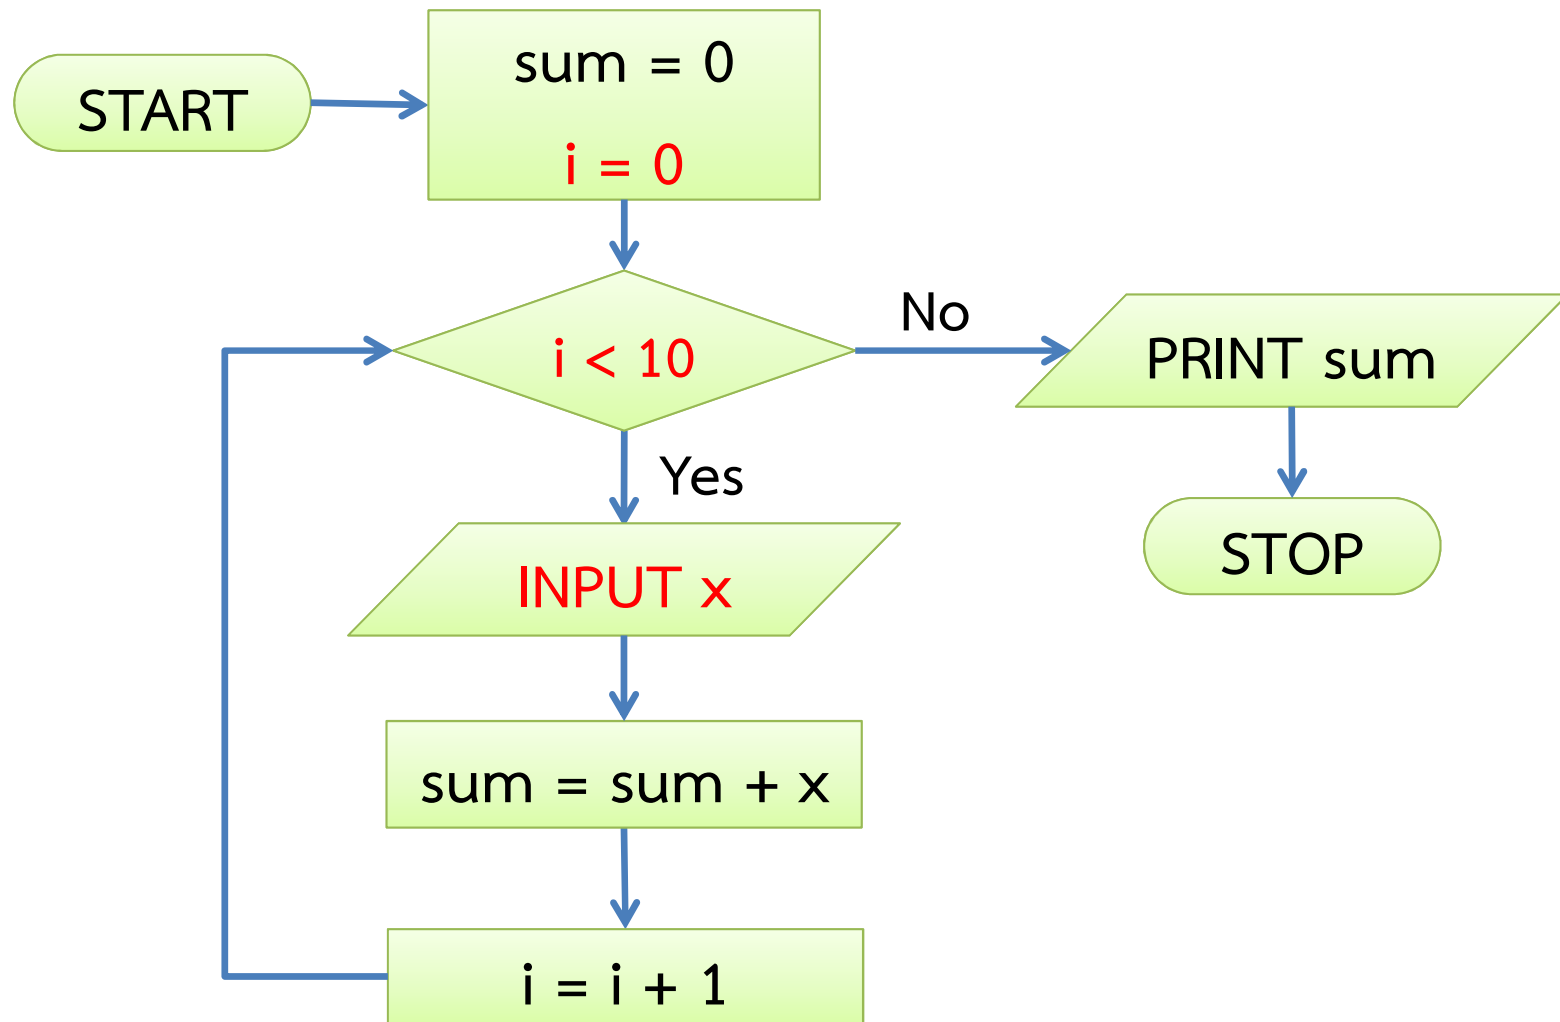 START
sum = 0
i = 0
i < 10
No
PRINT sum
Yes
STOP
INPUT x
sum = sum + x
i = i + 1